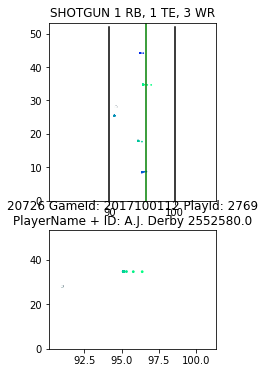 SHOTGUN 1 RB, 1 TE, 3 WR
50
40
30
20
10
0
90 100
20726 GameId: 2017100112 PlayId: 2769
PlayerName + ID: A.J. Derby 2552580.0
40
20
0
92.5 95.0 97.5 100.0